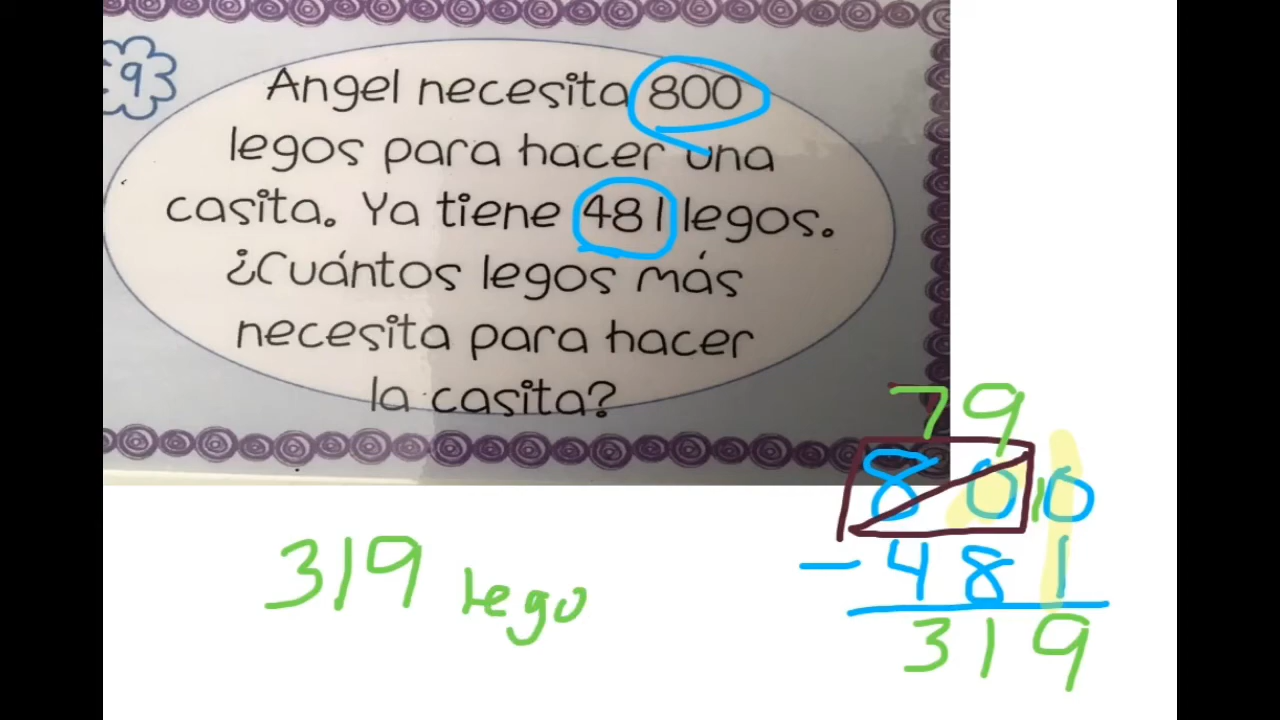 9
Angel necesita 800
legos para hacer una
casita. Ya tiene 481 legos.
¿Cuántos legos más
necesita para hacer
la casita?
79
8010
- 481
319
319 lego